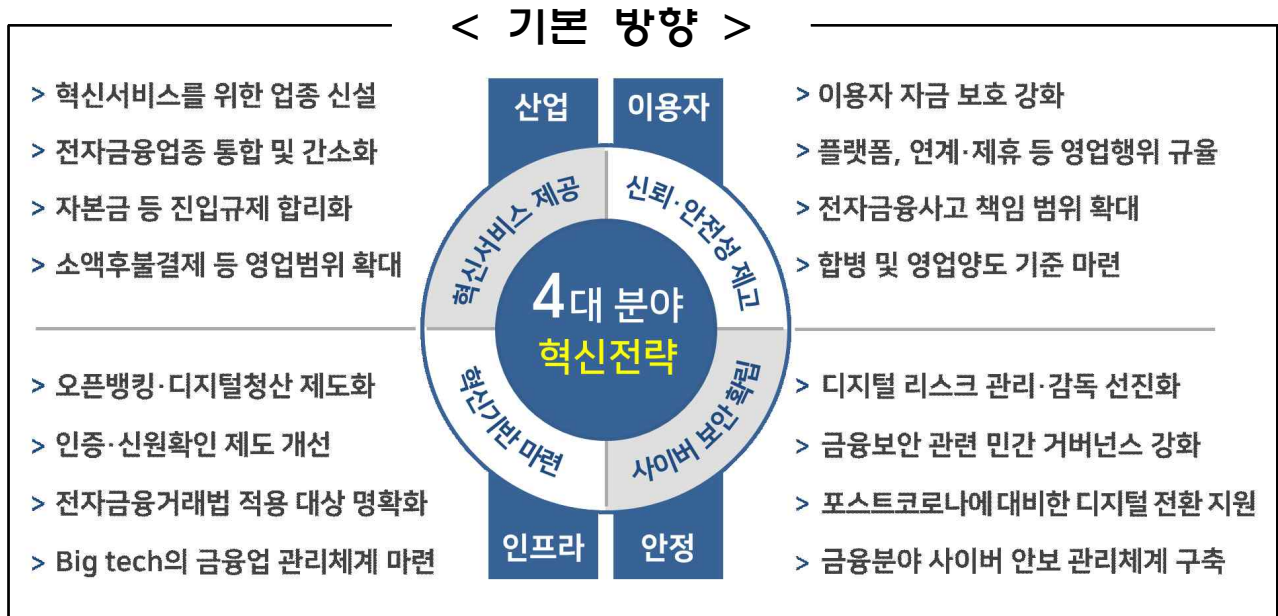 < 기본 방향 >
산업
> 혁신서비스를 위한 업종 신설
> 전자금융업종 통합 및 간소화
> 자본금 등 진입규제 합리화
> 소액후불결제 등 영업범위 확대
혁신서비스 제공
이용자
> 이용자 자금 보호 강화
> 플랫폼, 연계·제휴 등 영업행위 규율
> 전자금융사고 책임 범위 확대
> 합병 및 영업양도 기준 마련
신뢰·안전성 제고
4대 분야
혁신전략
> 오픈뱅킹·디지털청산 제도화
> 인증·신원확인 제도 개선
> 전자금융거래법 적용 대상 명확화
> Big tech의 금융업 관리체계 마련
혁신기반 마련
인프라
> 디지털 리스크 관리·감독 선진화
> 금융보안 관련 민간 거버넌스 강화
> 포스트코로나에 대비한 디지털 전환 지원
> 금융분야 사이버 안보 관리체계 구축
사이버 보안 확립
안정